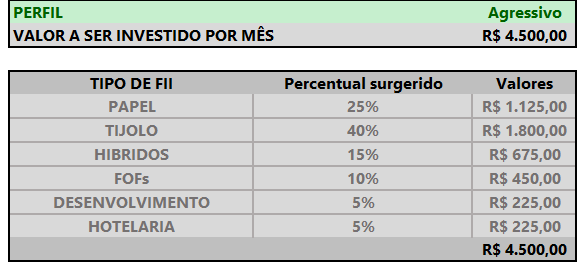 PERFIL Agressivo
VALOR A SER INVESTIDO POR MÊS R$ 4.500,00
TIPO DE FII Percentual surgerido Valores
PAPEL 25% R$ 1.125,00
TIJOLO 40% R$ 1.800,00
HIBRIDOS 15% R$ 675,00
FOFs 10% R$ 450,00
DESENVOLVIMENTO 5% R$ 225,00
HOTELARIA 5% R$ 225,00
R$ 4.500,00